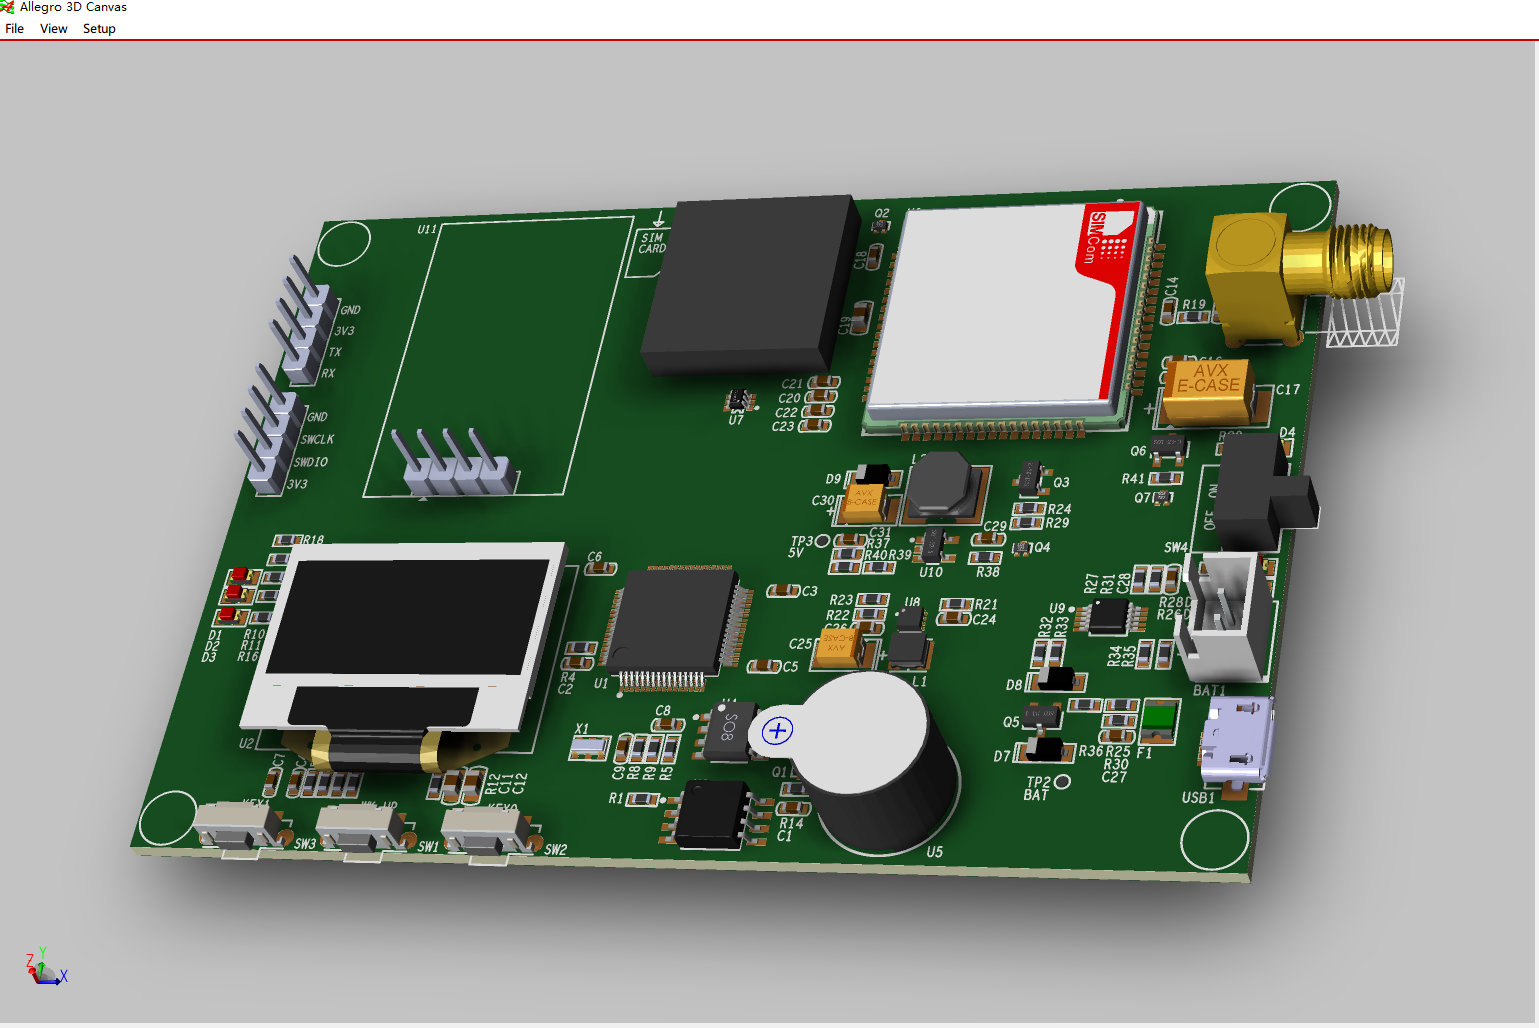 Allegro 3D Canvas
File View Setup
U11
SIM
CARD
Q2
C18
C19
SIMCom
C14
R19
GND
3V3
TX
RX
GND
SWCLK
SWDIO
3V3
C21
C20
C22
C23
U7
AVX
E-CASE
C17
+
Q6
D4
R41
Q7
OFF ON
SW4
D9
C30
+
AVX
C31
Q3
R24
R29
C29
Q4
TP3
5V
R37
R40
R39
U10
R38
R18
C6
C3
D1
D2
D3
R10
R11
R16
R23
R22
C25
+
U8
R21
C24
L1
R27
R31
C28
U9
R32
R33
R34
R35
D8
BAT1
U1
R4
C2
C5
U2
X1
C8
SO8
+
C9
R8
R9
R5
Q1
Q5
D7
R36
R25
R30
C27
F1
TP2
BAT
USB1
C7
R12
C11
C12
R1
R14
C1
U5
SW3
SW1
SW2
Z
Y
X